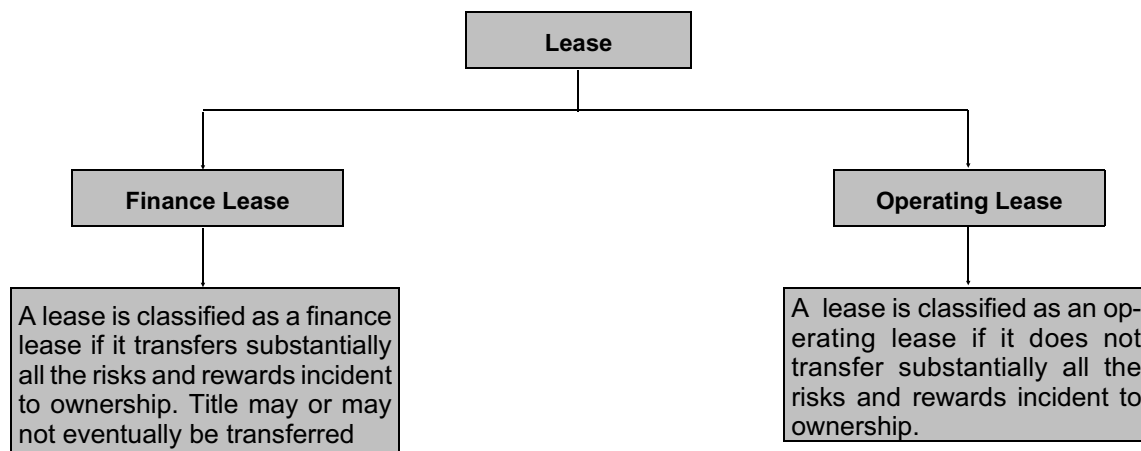 Lease
Finance Lease
Operating Lease
A lease is classified as a finance
lease if it transfers substantially
all the risks and rewards incident
to ownership. Title may or may
not eventually be transferred
A lease is classified as an op-
erating lease if it does not
transfer substantially all the
risks and rewards incident to
ownership.